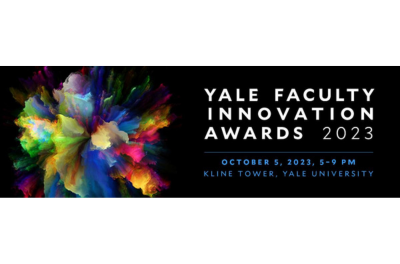 YALE FACULTY
INNOVATION
AWARDS 2023
OCTOBER 5, 2023, 5–9 PM
KLINE TOWER, YALE UNIVERSITY